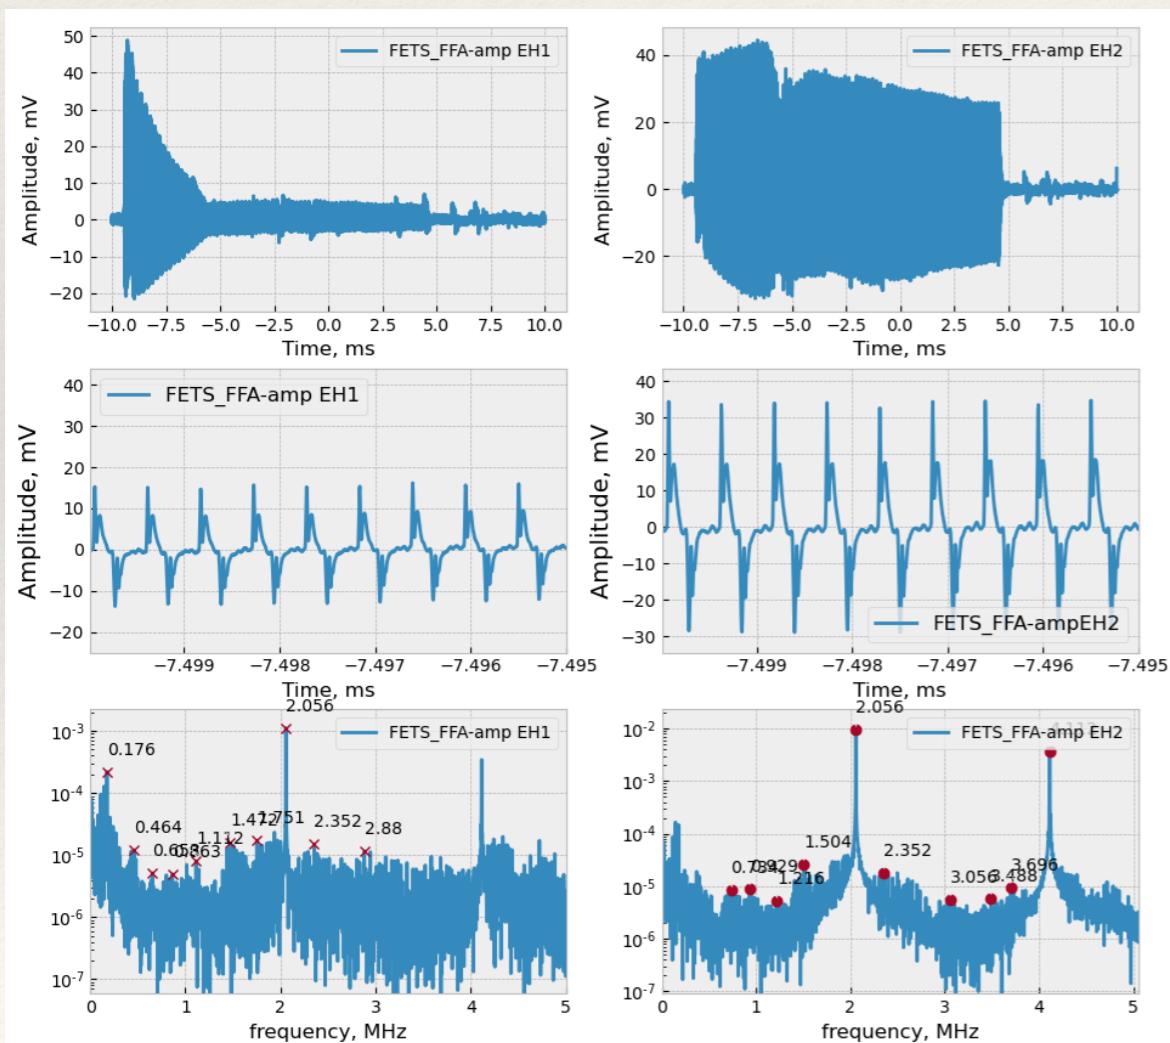 FETS_FFA-amp EH1
50
40
30
20
10
0
−10
−20
Amplitude, mV
−10.0 −7.5 −5.0 −2.5 0.0 2.5 5.0 7.5 10.0
Time, ms
FETS_FFA-amp EH2
40
20
0
−20
Amplitude, mV
−10.0 −7.5 −5.0 −2.5 0.0 2.5 5.0 7.5 10.0
Time, ms
FETS_FFA-amp EH1
40
30
20
10
0
−10
−20
Amplitude, mV
−7.499 −7.498 −7.497 −7.496 −7.495
Time, ms
FETS_FFA-ampEH2
40
30
20
10
0
−10
−20
−30
Amplitude, mV
−7.499 −7.498 −7.497 −7.496 −7.495
Time, ms
FETS_FFA-amp EH1
10⁻³
10⁻⁴
10⁻⁵
10⁻⁶
10⁻⁷
0.176
0.464
0.863
1.112
1.472
1.751
2.056
2.352
2.88
0 1 2 3 4 5
frequency, MHz
FETS_FFA-amp EH2
10⁻²
10⁻³
10⁻⁴
10⁻⁵
10⁻⁶
10⁻⁷
0.929
1.216
1.504
2.056
2.352
3.056
3.488
3.696
0 1 2 3 4 5
frequency, MHz